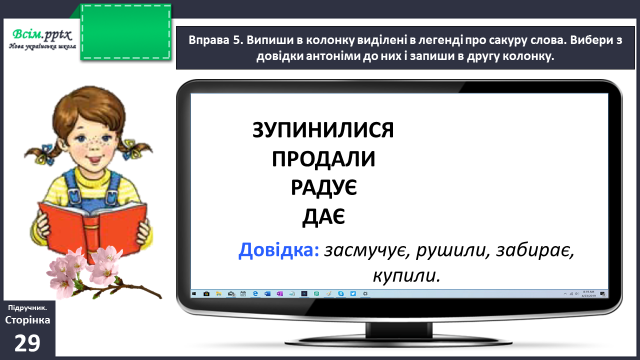 Всім.pptx
Нова українська школа
Вправа 5. Випиши в колонку виділені в легенді про сакуру слова. Вибери з
довідки антоніми до них і запиши в другу колонку.
ЗУПИНИЛИСЯ
ПРОДАЛИ
РАДУЄ
ДАЄ
Довідка: засмучує, рушили, забирає,
купили.
Підручник.
Сторінка
29